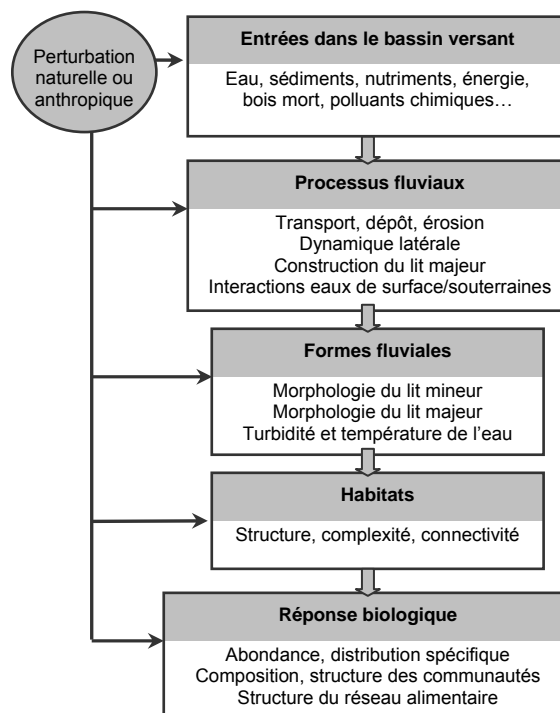 Perturbation
naturelle ou
anthropique
Entrées dans le bassin versant
Eau, sédiments, nutriments, énergie,
bois mort, polluants chimiques…
Processus fluviaux
Transport, dépôt, érosion
Dynamique latérale
Construction du lit majeur
Interactions eaux de surface/souterraines
Formes fluviales
Morphologie du lit mineur
Morphologie du lit majeur
Turbidité et température de l'eau
Habitats
Structure, complexité, connectivité
Réponse biologique
Abondance, distribution spécifique
Composition, structure des communautés
Structure du réseau alimentaire